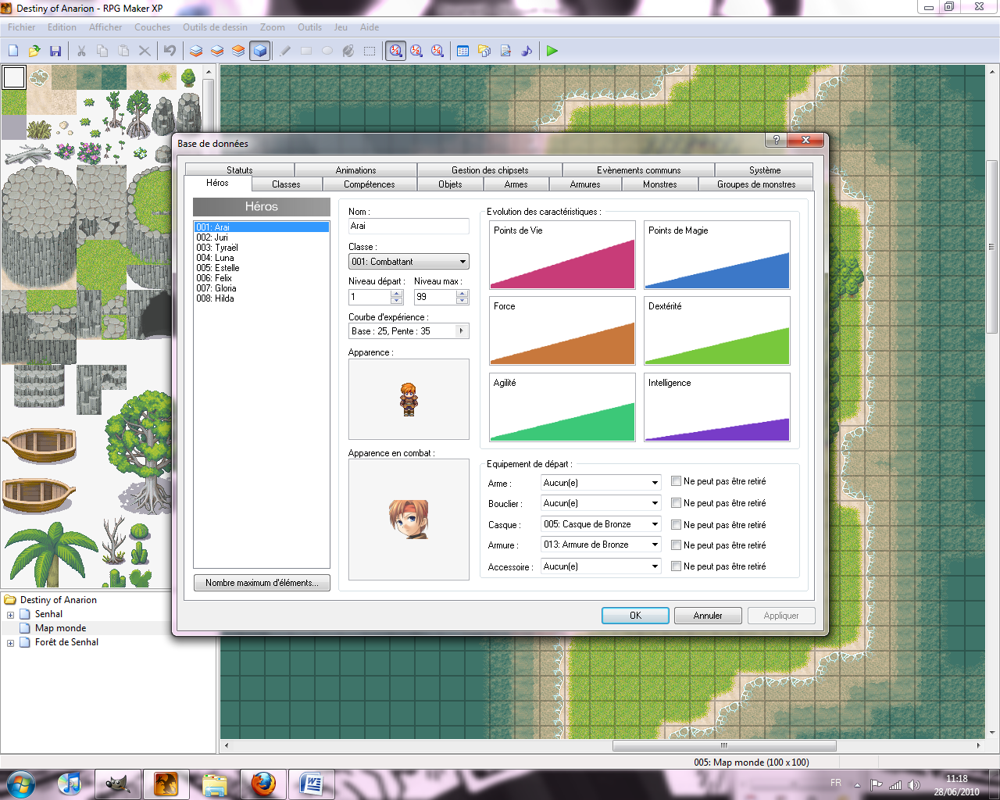 Destiny of Anarion - RPG Maker XP
Fichier Edition Afficher Couches Outils de dessin Zoom Outils Jeu Aide
Base de données
Statuts Animations Gestion des chipsets Evènements communs Système
Héros Classes Compétences Objets Armes Armures Monstres Groupes de monstres
Héros
001: Arai
002: Juri
003: Tyraël
004: Luna
005: Estelle
006: Felix
007: Gloria
008: Hilda
Nombre maximum d'éléments...
Nom :
Arai
Classe :
001: Combattant
Niveau départ : Niveau max :
1 99
Courbe d'expérience :
Base : 25, Pente : 35
Apparence :
Apparence en combat :
Evolution des caractéristiques :
Points de Vie Points de Magie
Force Dextérité
Agilité Intelligence
Equipement de départ :
Arme : Aucun(e) Ne peut pas être retiré
Bouclier : Aucun(e) Ne peut pas être retiré
Casque : 005: Casque de Bronze Ne peut pas être retiré
Armure : 013: Armure de Bronze Ne peut pas être retiré
Accessoire : Aucun(e) Ne peut pas être retiré
OK Annuler Appliquer
Destiny of Anarion
Senhal
Map monde
Forêt de Senhal
005: Map monde (100 x 100)
FR
11:18
28/06/2010